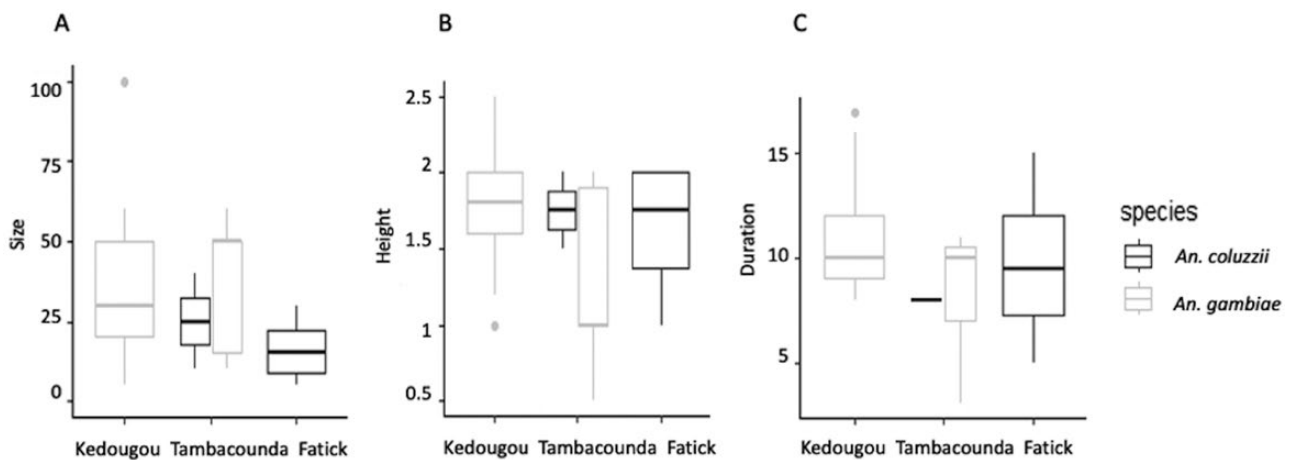 A
100
75
50
25
0
Size
Kedougou Tambacounda Fatick
B
2.5
2
1.5
1
0.5
Height
Kedougou Tambacounda Fatick
C
15
10
5
Duration
Kedougou Tambacounda Fatick
species
An. coluzzii
An. gambiae